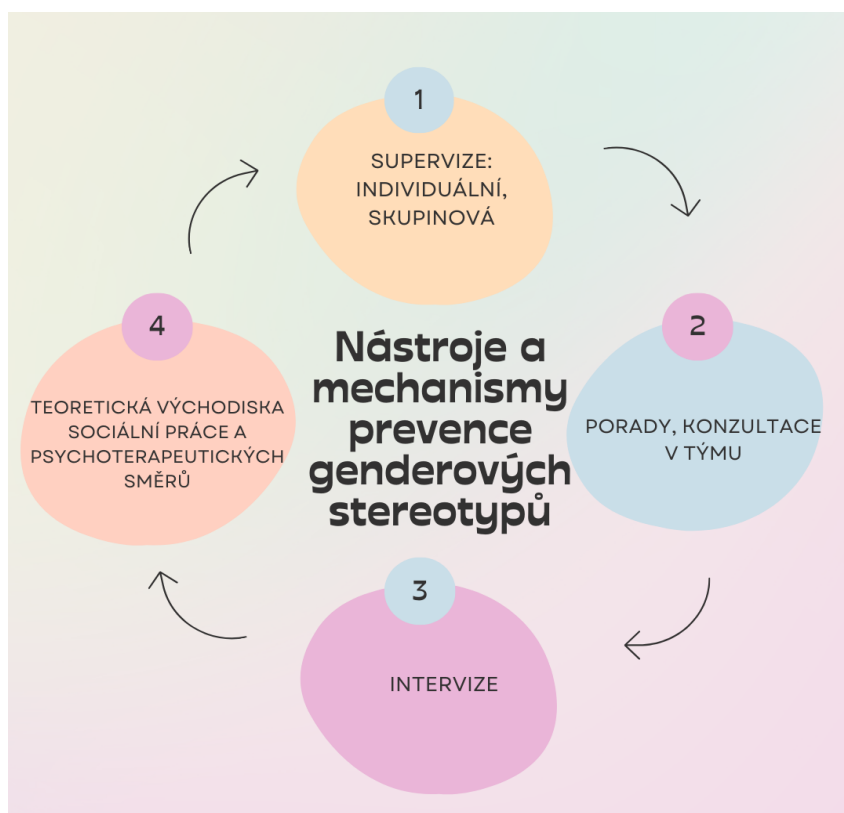 1
SUPERVIZE:
INDIVIDUÁLNÍ,
SKUPINOVÁ
2
PORADY, KONZULTACE
V TÝMU
3
INTERVIZE
4
TEORETICKÁ VÝCHODISKA
SOCIÁLNÍ PRÁCE A
PSYCHOTERAPEUTICKÝCH
SMĚRŮ
Nástroje a
mechanismy
prevence
genderových
stereotypů